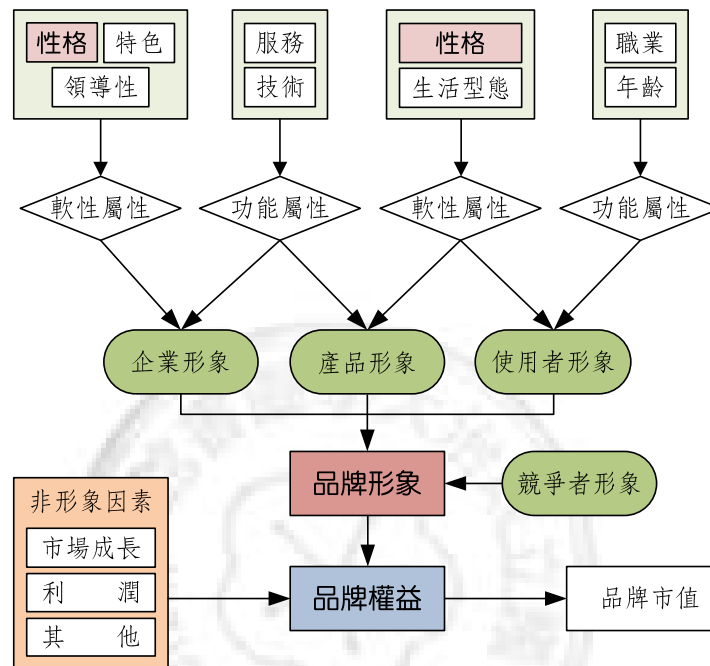 性格 特色 服務 性格 職業
領導性 技術 生活型態 年齡
軟性屬性 功能屬性 軟性屬性 功能屬性
企業形象 產品形象 使用者形象
品牌形象 競爭者形象
非形象因素
市場成長
利 潤 品牌權益 品牌市值
其 他